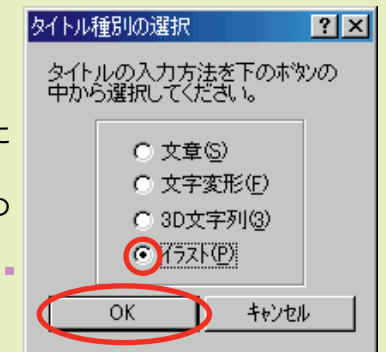 タイトル種別の選択
タイトルの入力方法を下のボタンの
中から選択してください。
に
文章(S)
文字変形(F)
3D文字列(3)
イラスト(P)
OK
キャンセル